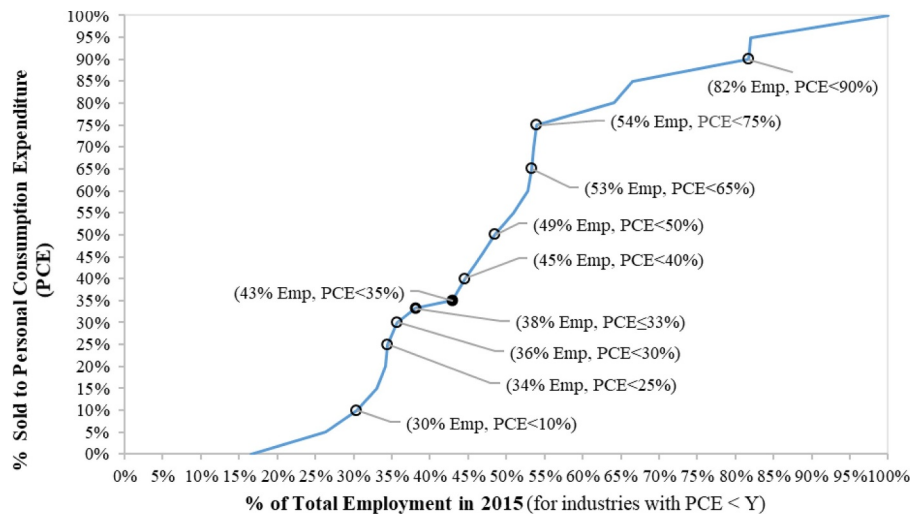 % Sold to Personal Consumption Expenditure
(PCE)
100%
95%
90%
85%
80%
75%
70%
65%
60%
55%
50%
45%
40%
35%
30%
25%
20%
15%
10%
5%
0%
(82% Emp, PCE<90%)
(54% Emp, PCE<75%)
(53% Emp, PCE<65%)
(49% Emp, PCE<50%)
(45% Emp, PCE<40%)
(43% Emp, PCE<35%)
(38% Emp, PCE≤33%)
(36% Emp, PCE<30%)
(34% Emp, PCE<25%)
(30% Emp, PCE<10%)
0% 5% 10% 15% 20% 25% 30% 35% 40% 45% 50% 55% 60% 65% 70% 75% 80% 85% 90% 95% 100%
% of Total Employment in 2015 (for industries with PCE < Y)